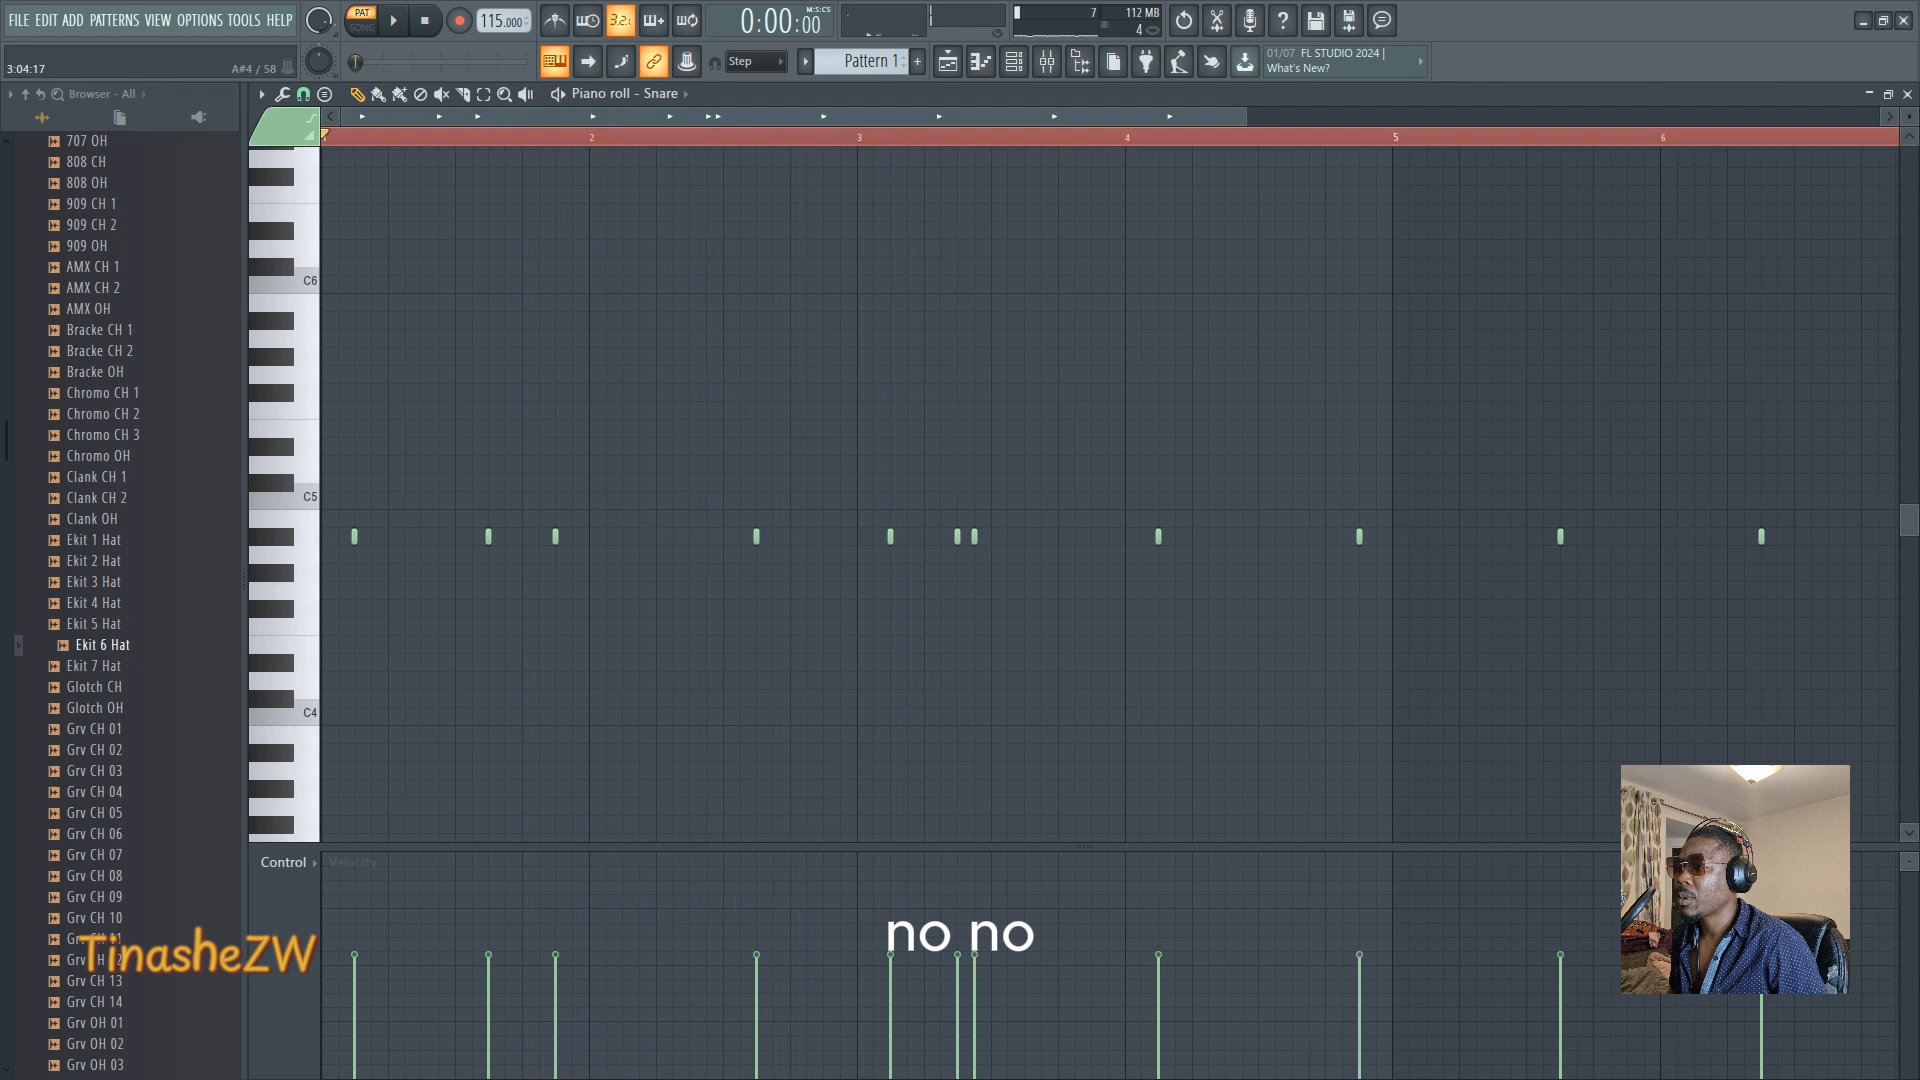 FILE EDIT ADD PATTERNS VIEW OPTIONS TOOLS HELP
PAT
SONG
115.000
3.2.
0:00:00
M:S:CS
7
112 MB
4
3:04:17
A#4 / 58
Step
Pattern 1
01/07 FL STUDIO 2024 |
What's New?
Browser - All
Piano roll - Snare
2
3
4
5
6
707 OH
808 CH
808 OH
909 CH 1
909 CH 2
909 OH
AMX CH 1
AMX CH 2
AMX OH
Bracke CH 1
Bracke CH 2
Bracke OH
Chromo CH 1
Chromo CH 2
Chromo CH 3
Chromo OH
Clank CH 1
Clank CH 2
Clank OH
Ekit 1 Hat
Ekit 2 Hat
Ekit 3 Hat
Ekit 4 Hat
Ekit 5 Hat
Ekit 6 Hat
Ekit 7 Hat
Glotch CH
Glotch OH
Grv CH 01
Grv CH 02
Grv CH 03
Grv CH 04
Grv CH 05
Grv CH 06
Grv CH 07
Grv CH 08
Grv CH 09
Grv CH 10
Grv CH 13
Grv CH 14
Grv OH 01
Grv OH 02
Grv OH 03
C6
C5
C4
Control
Velocity
no no
TinasheZW